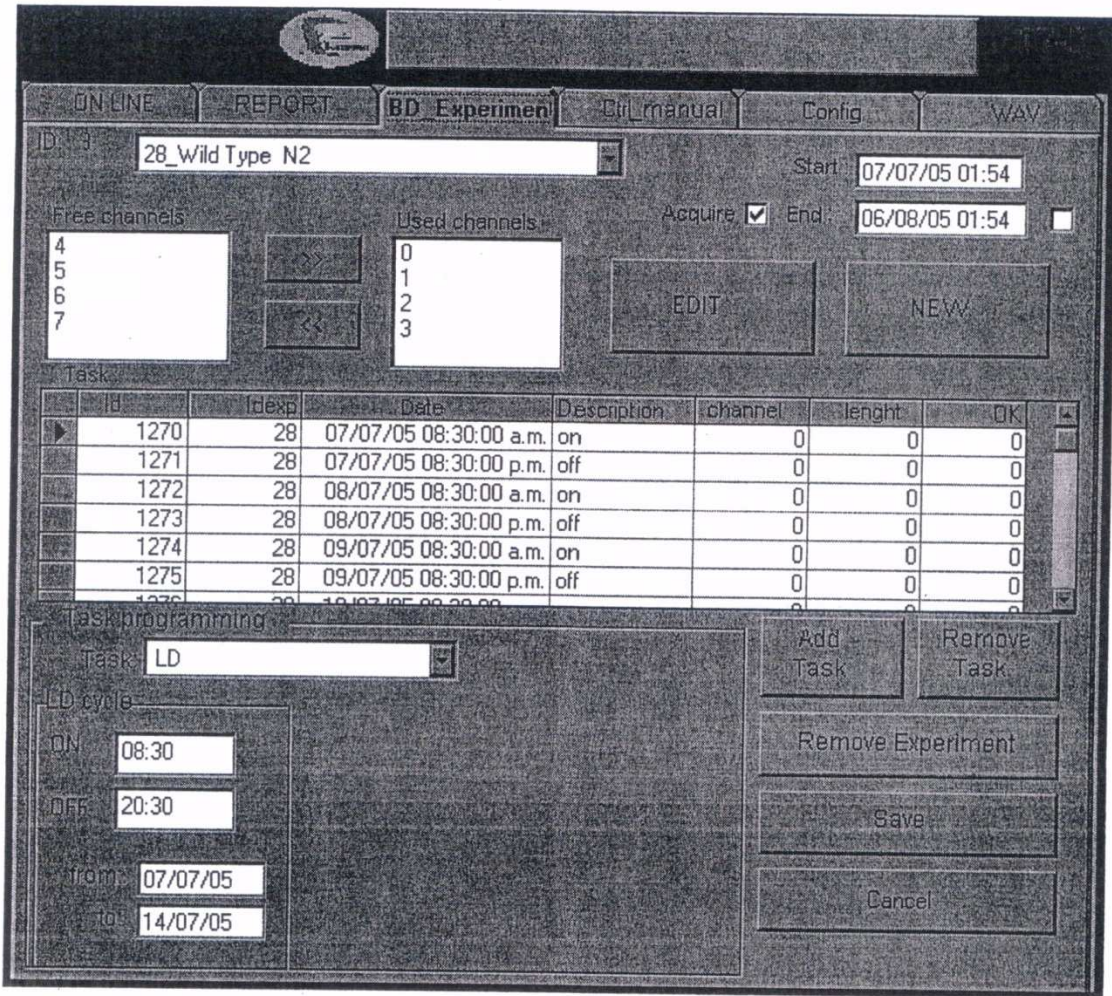 ON LINE REPORT BD_Experiment Ctrl_manual Config WAV
ID: 3 28_Wild Type N2
Start 07/07/05 01:54
Acquire End: 06/08/05 01:54
Free channels
4
5
6
7
>>
<<
Used channels
0
1
2
3
EDIT NEW
Task
Id Idexp Date Description channel lenght OK
1270 28 07/07/05 08:30:00 a.m. on 0 0 0
1271 28 07/07/05 08:30:00 p.m. off 0 0 0
1272 28 08/07/05 08:30:00 a.m. on 0 0 0
1273 28 08/07/05 08:30:00 p.m. off 0 0 0
1274 28 09/07/05 08:30:00 a.m. on 0 0 0
1275 28 09/07/05 08:30:00 p.m. off 0 0 0
Task programming
Task LD
LD cycle
ON 08:30
OFF 20:30
from: 07/07/05
to: 14/07/05
Add Task
Remove Task
Remove Experiment
Save
Cancel